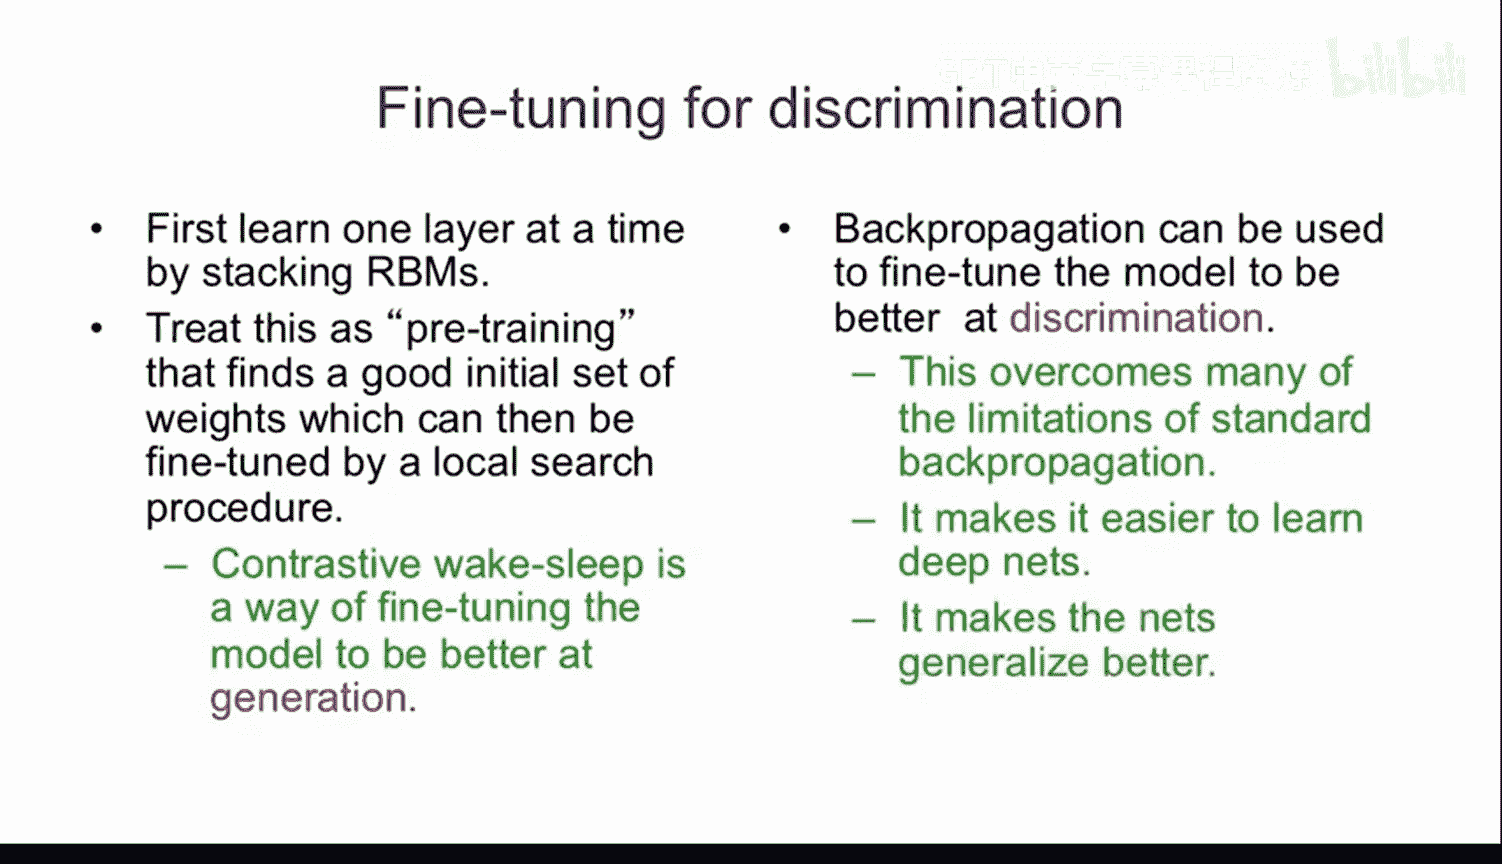 bilibili
Fine-tuning for discrimination
• First learn one layer at a time
by stacking RBMs.
• Treat this as “pre-training”
that finds a good initial set of
weights which can then be
fine-tuned by a local search
procedure.
– Contrastive wake-sleep is
a way of fine-tuning the
model to be better at
generation.
• Backpropagation can be used
to fine-tune the model to be
better at discrimination.
– This overcomes many of
the limitations of standard
backpropagation.
– It makes it easier to learn
deep nets.
– It makes the nets
generalize better.